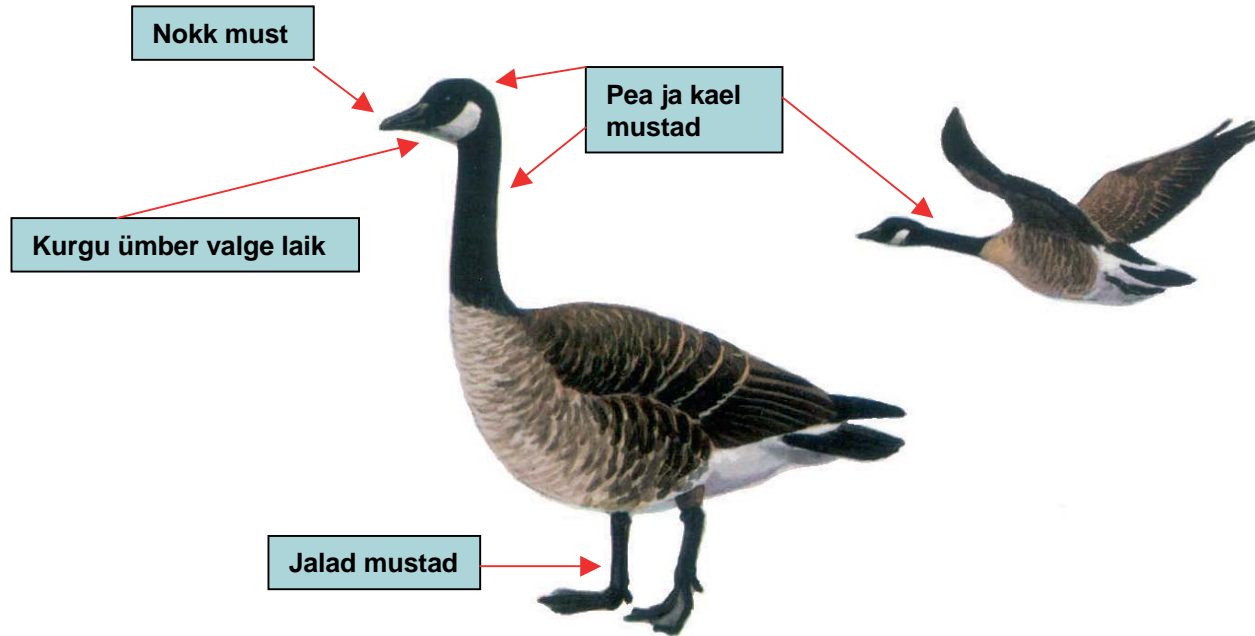 Nokk must
Pea ja kael
mustad
Kurgu ümber valge laik
Jalad mustad